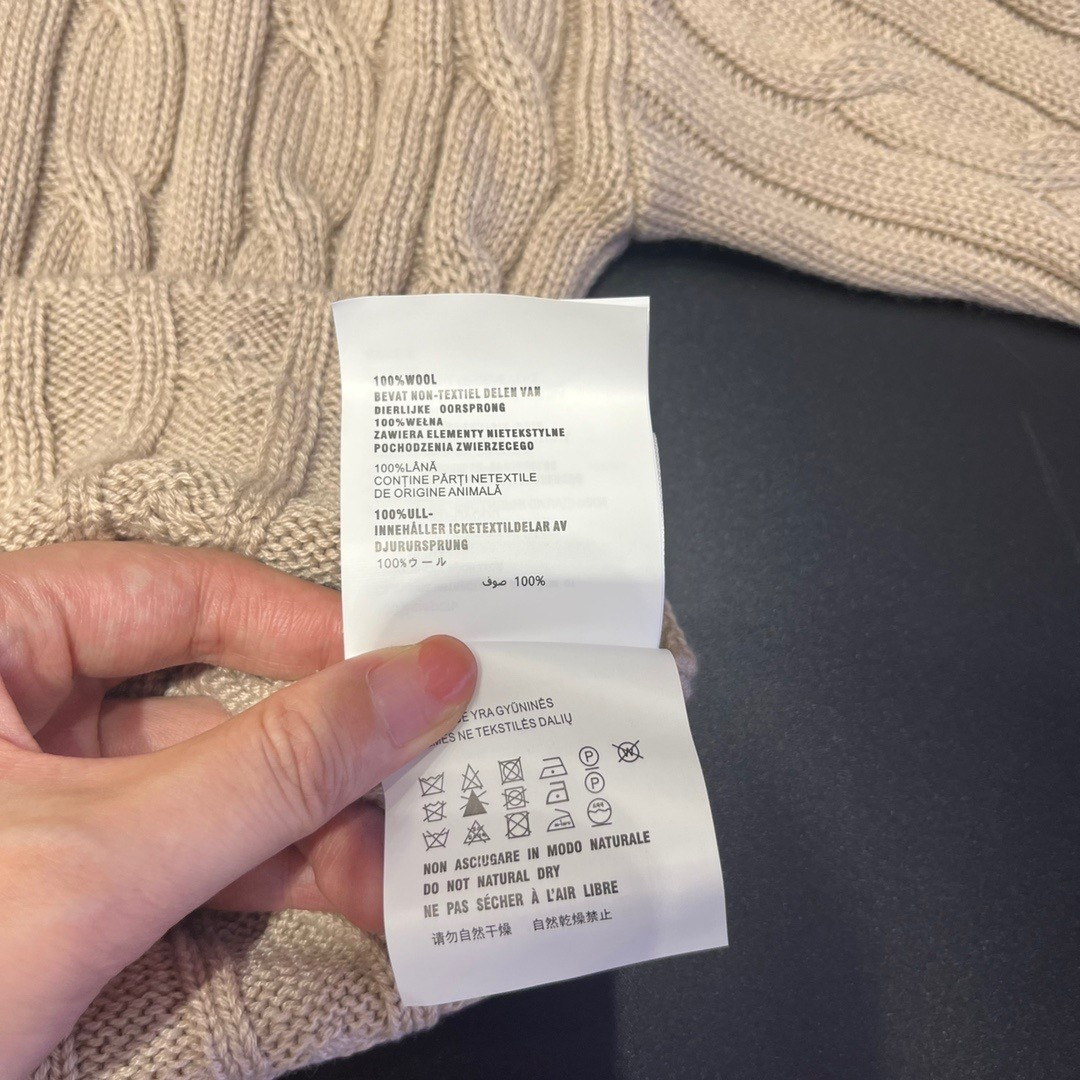 100%WOOL
BEVAT NON-TEXTIEL DELEN VAN
DIERLIJKE OORSPRONG
100%WEŁNA
ZAWIERA ELEMENTY NIETEKSTYLNE
POCHODZENIA ZWIERZECEGO
100%LÂNĂ
CONȚINE PĂRȚI NETEXTILE
DE ORIGINE ANIMALĂ
100%ULL-
INNEHÅLLER ICKETEXTILDELAR AV
DJURURSPRUNG
100%ウール
100% صوف
YRA GYŪNINĖS
NE TEKSTILĖS DALIŲ
P W
P
NON ASCIUGARE IN MODO NATURALE
DO NOT NATURAL DRY
NE PAS SÉCHER À L'AIR LIBRE
请勿自然干燥 自然乾燥禁止